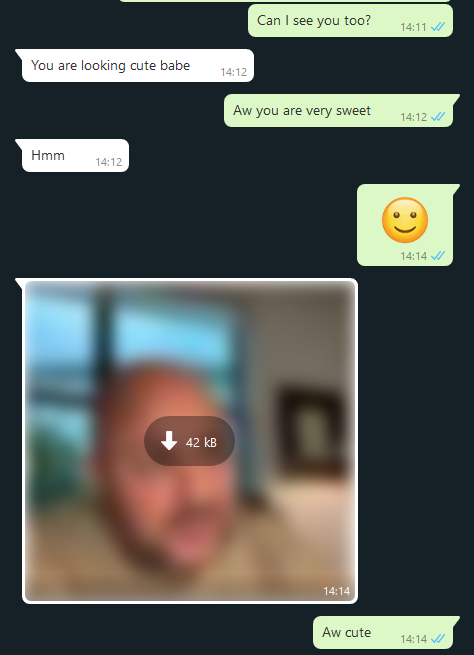 Can I see you too?
14:11
You are looking cute babe
14:12
Aw you are very sweet
14:12
Hmm
14:12
14:14
42 kB
14:14
Aw cute
14:14